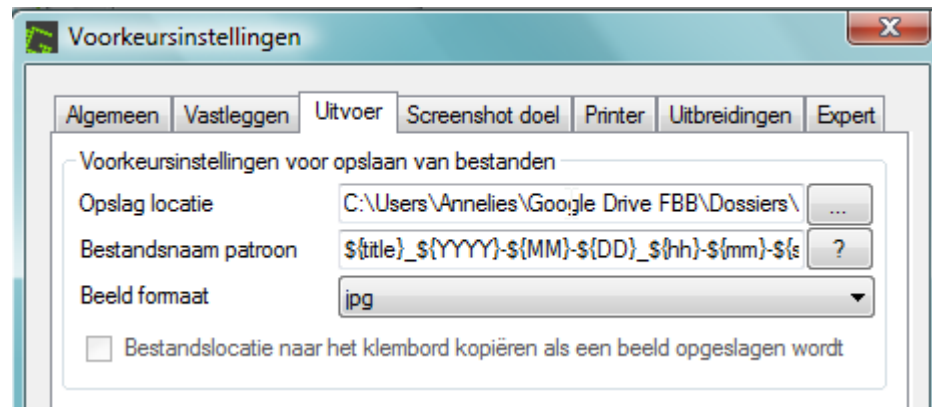 Voorkeursinstellingen
Algemeen Vastleggen Uitvoer Screenshot doel Printer Uitbreidingen Expert
Voorkeursinstellingen voor opslaan van bestanden
Opslag locatie C:\Users\Annelies\Google Drive FBB\Dossiers\ ...
Bestandsnaam patroon ${title}_${YYYY}-${MM}-${DD}_${hh}-${mm}-${s ?
Beeld formaat jpg
Bestandslocatie naar het klembord kopiëren als een beeld opgeslagen wordt